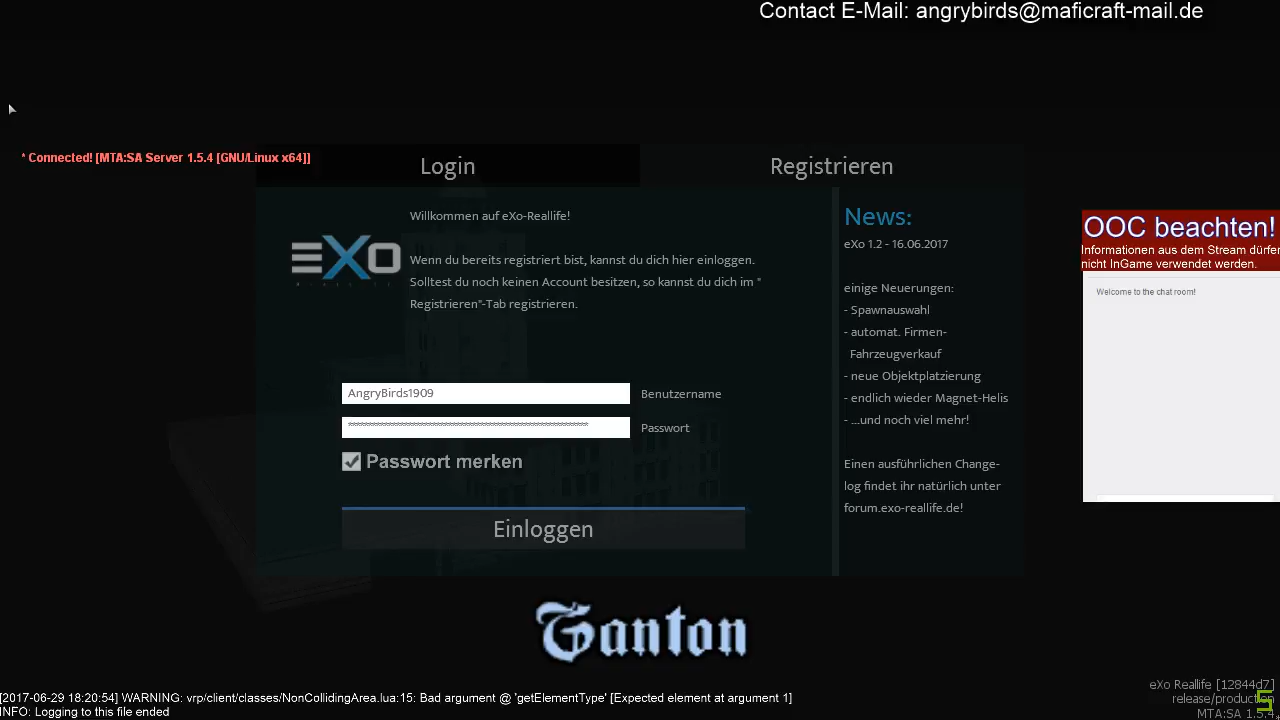 Contact E-Mail: angrybirds@maficraft-mail.de
* Connected! [MTA:SA Server 1.5.4 [GNU/Linux x64]]
Login
Registrieren
eXo
Willkommen auf eXo-Reallife!
Wenn du bereits registriert bist, kannst du dich hier einloggen.
Solltest du noch keinen Account besitzen, so kannst du dich im "
Registrieren"-Tab registrieren.
AngryBirds1909
Benutzername
Passwort
Passwort merken
Einloggen
News:
eXo 1.2 - 16.06.2017
einige Neuerungen:
- Spawnauswahl
- automat. Firmen-
Fahrzeugverkauf
- neue Objektplatzierung
- endlich wieder Magnet-Helis
- ...und noch viel mehr!
Einen ausführlichen Change-
log findet ihr natürlich unter
forum.exo-reallife.de!
OOC beachten!
Informationen aus dem Stream dürfen
nicht InGame verwendet werden.
Welcome to the chat room!
Ganton
[2017-06-29 18:20:54] WARNING: vrp/client/classes/NonCollidingArea.lua:15: Bad argument @ 'getElementType' [Expected element at argument 1]
INFO: Logging to this file ended
eXo Reallife [12844d7]
release/production
MTA:SA 1.5.4
5